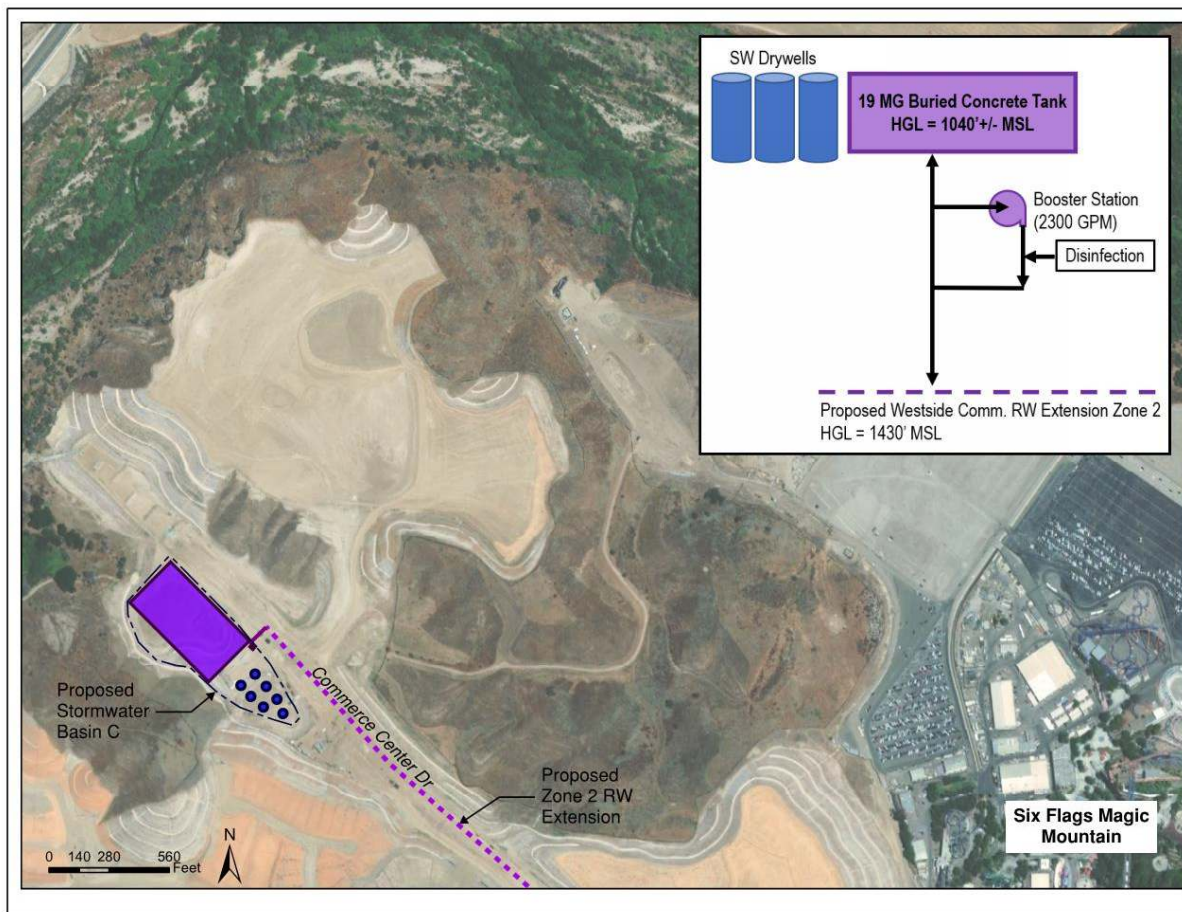 SW Drywells
19 MG Buried Concrete Tank
HGL = 1040'+/- MSL
Booster Station
(2300 GPM)
Disinfection
Proposed Westside Comm. RW Extension Zone 2
HGL = 1430' MSL
Proposed
Stormwater
Basin C
Commerce Center Dr
Proposed
Zone 2 RW
Extension
Six Flags Magic
Mountain
N
0 140 280 560
Feet